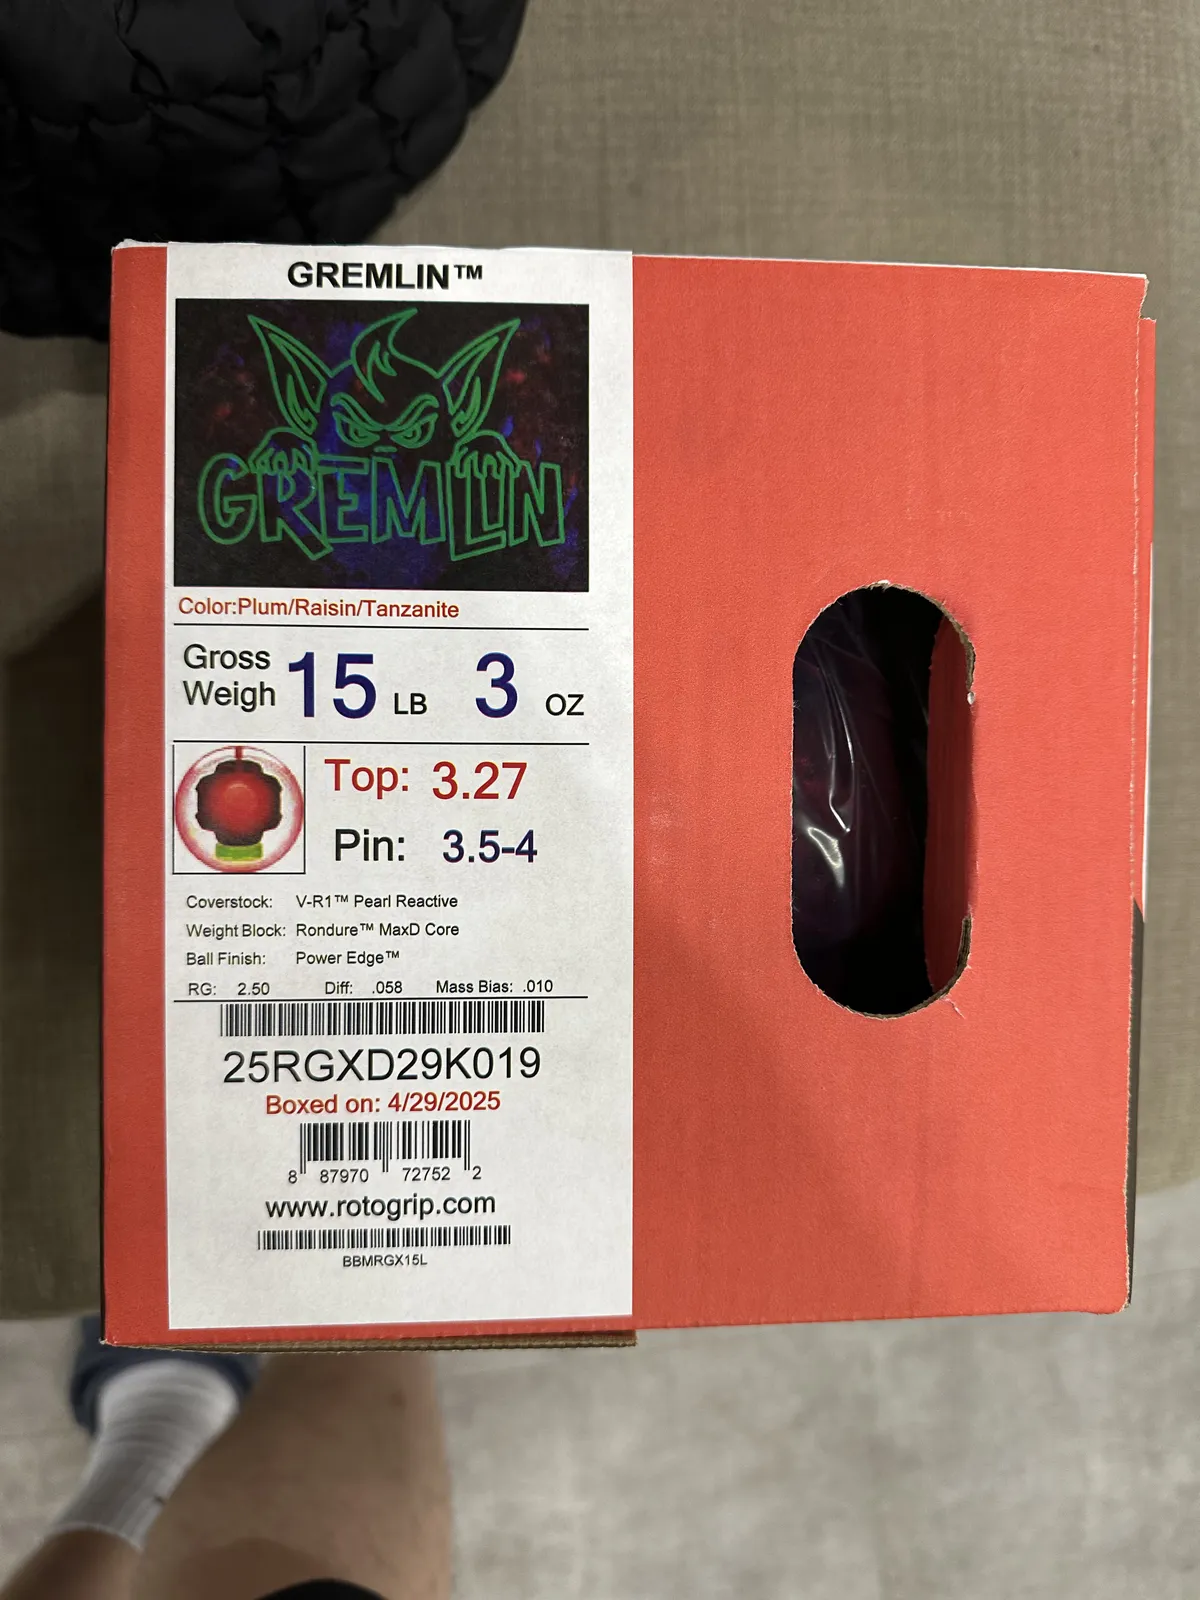 GREMLIN™
GREMLIN
Color:Plum/Raisin/Tanzanite
Gross
Weigh 15 LB 3 OZ
Top: 3.27
Pin: 3.5-4
Coverstock: V-R1™ Pearl Reactive
Weight Block: Rondure™ MaxD Core
Ball Finish: Power Edge™
RG: 2.50 Diff: .058 Mass Bias: .010
25RGXD29K019
Boxed on: 4/29/2025
8 87970 72752 2
www.rotogrip.com
BBMRGX15L